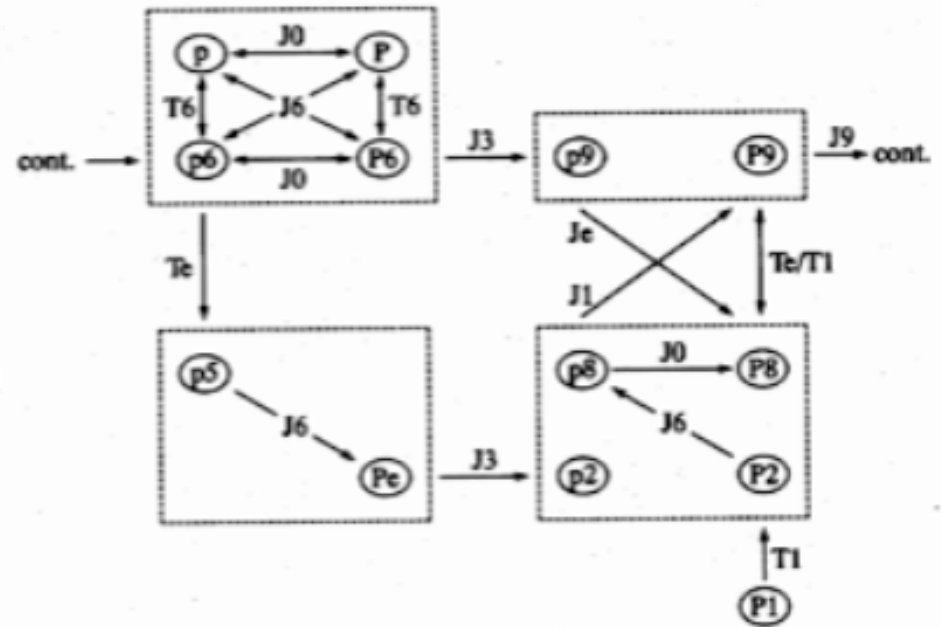 J0
p P
T6 J6 T6
cont. p6 P6 J3 p9 P9 J9 cont.
J0
Te Je J1 Te/T1
p5 p8 J0 P8
J6 J6
Pe J3 p2 P2
T1
P1